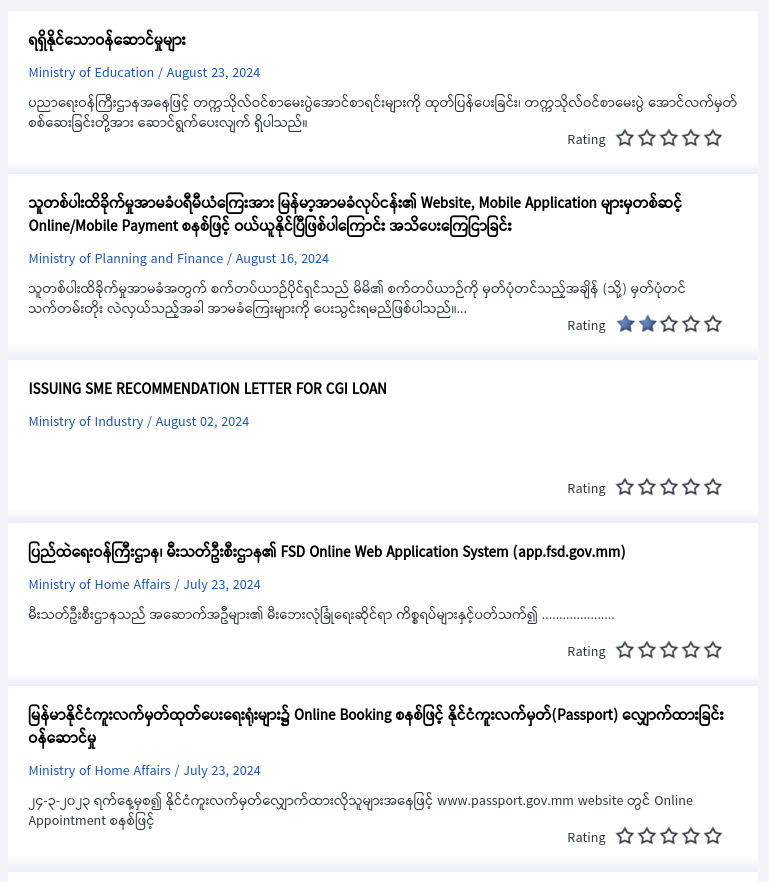 ရရှိနိုင်သောဝန်ဆောင်မှုများ
Ministry of Education / August 23, 2024
ပညာရေးဝန်ကြီးဌာနအနေဖြင့် တက္ကသိုလ်ဝင်စာမေးပွဲအောင်စာရင်းများကို ထုတ်ပြန်ပေးခြင်း၊ တက္ကသိုလ်ဝင်စာမေးပွဲ အောင်လက်မှတ်
စစ်ဆေးခြင်းတို့အား ဆောင်ရွက်ပေးလျက် ရှိပါသည်။
Rating
သူတစ်ပါးထိခိုက်မှုအာမခံပရီမီယံကြေးအား မြန်မာ့အာမခံလုပ်ငန်း၏ Website, Mobile Application များမှတစ်ဆင့်
Online/Mobile Payment စနစ်ဖြင့် ဝယ်ယူနိုင်ပြီဖြစ်ပါကြောင်း အသိပေးကြေငြာခြင်း
Ministry of Planning and Finance / August 16, 2024
သူတစ်ပါးထိခိုက်မှုအာမခံအတွက် စက်တပ်ယာဉ်ပိုင်ရှင်သည် မိမိ၏ စက်တပ်ယာဉ်ကို မှတ်ပုံတင်သည့်အချိန် (သို့) မှတ်ပုံတင်
သက်တမ်းတိုး လဲလှယ်သည့်အခါ အာမခံကြေးများကို ပေးသွင်းရမည်ဖြစ်ပါသည်။...
Rating
ISSUING SME RECOMMENDATION LETTER FOR CGI LOAN
Ministry of Industry / August 02, 2024
Rating
ပြည်ထဲရေးဝန်ကြီးဌာန၊ မီးသတ်ဦးစီးဌာန၏ FSD Online Web Application System (app.fsd.gov.mm)
Ministry of Home Affairs / July 23, 2024
မီးသတ်ဦးစီးဌာနသည် အဆောက်အဦများ၏ မီးဘေးလုံခြုံရေးဆိုင်ရာ ကိစ္စရပ်များနှင့်ပတ်သက်၍ .....................
Rating
မြန်မာနိုင်ငံကူးလက်မှတ်ထုတ်ပေးရေးရုံးများ၌ Online Booking စနစ်ဖြင့် နိုင်ငံကူးလက်မှတ်(Passport) လျှောက်ထားခြင်း
ဝန်ဆောင်မှု
Ministry of Home Affairs / July 23, 2024
၂၄-၃-၂၀၂၃ ရက်နေ့မှစ၍ နိုင်ငံကူးလက်မှတ်လျှောက်ထားလိုသူများအနေဖြင့် www.passport.gov.mm website တွင် Online
Appointment စနစ်ဖြင့်
Rating